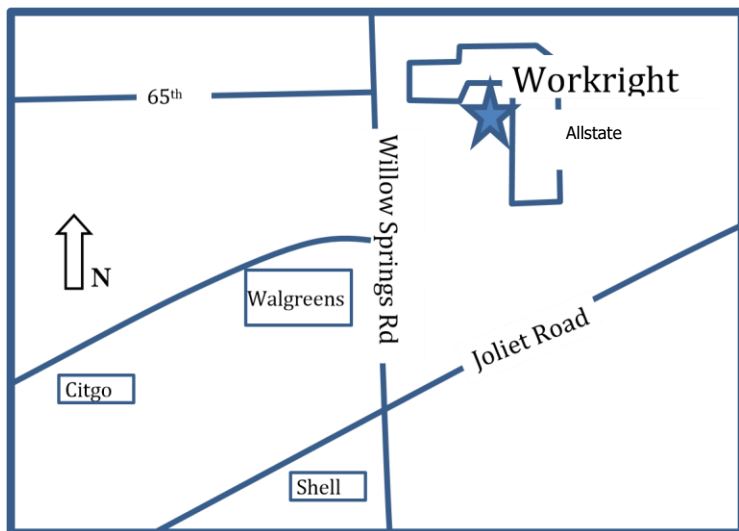 Workright
65th
Allstate
Willow Springs Rd
N
Walgreens
Joliet Road
Citgo
Shell